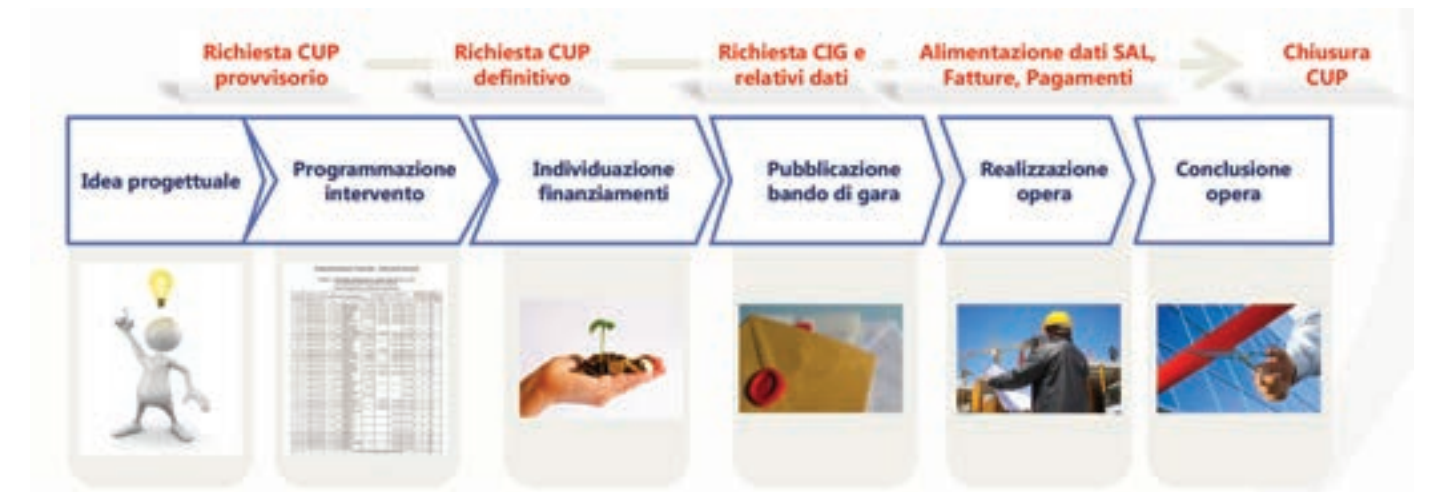 Richiesta CUP
provvisorio
Richiesta CUP
definitivo
Richiesta CIG e
relativi dati
Alimentazione dati SAL,
Fatture, Pagamenti
Chiusura
CUP
Idea progettuale
Programmazione
intervento
Individuazione
finanziamenti
Pubblicazione
bando di gara
Realizzazione
opera
Conclusione
opera